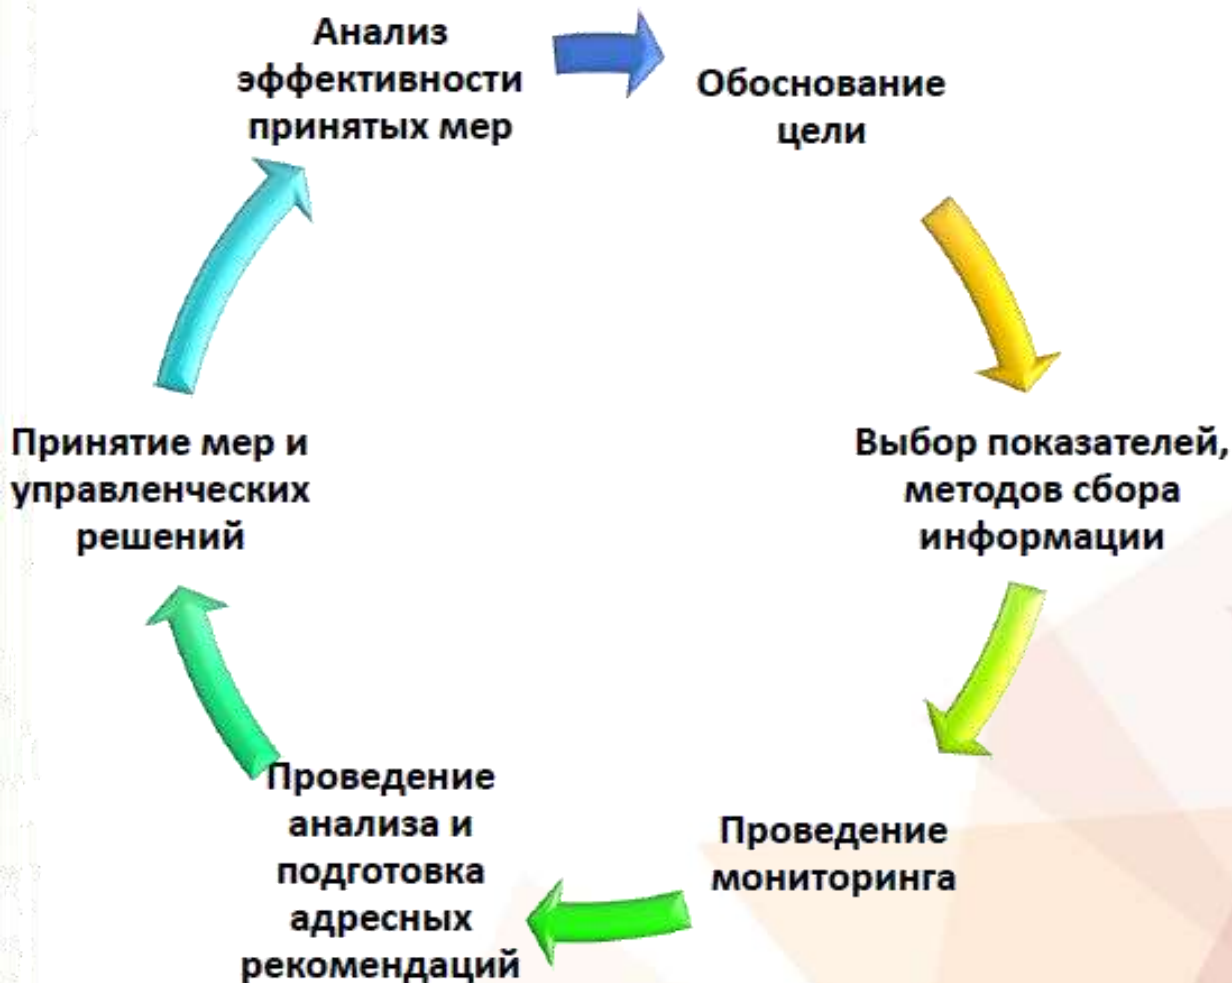 Анализ
эффективности
принятых мер
Обоснование
цели
Выбор показателей,
методов сбора
информации
Проведение
мониторинга
Проведение
анализа и
подготовка
адресных
рекомендаций
Принятие мер и
управленческих
решений